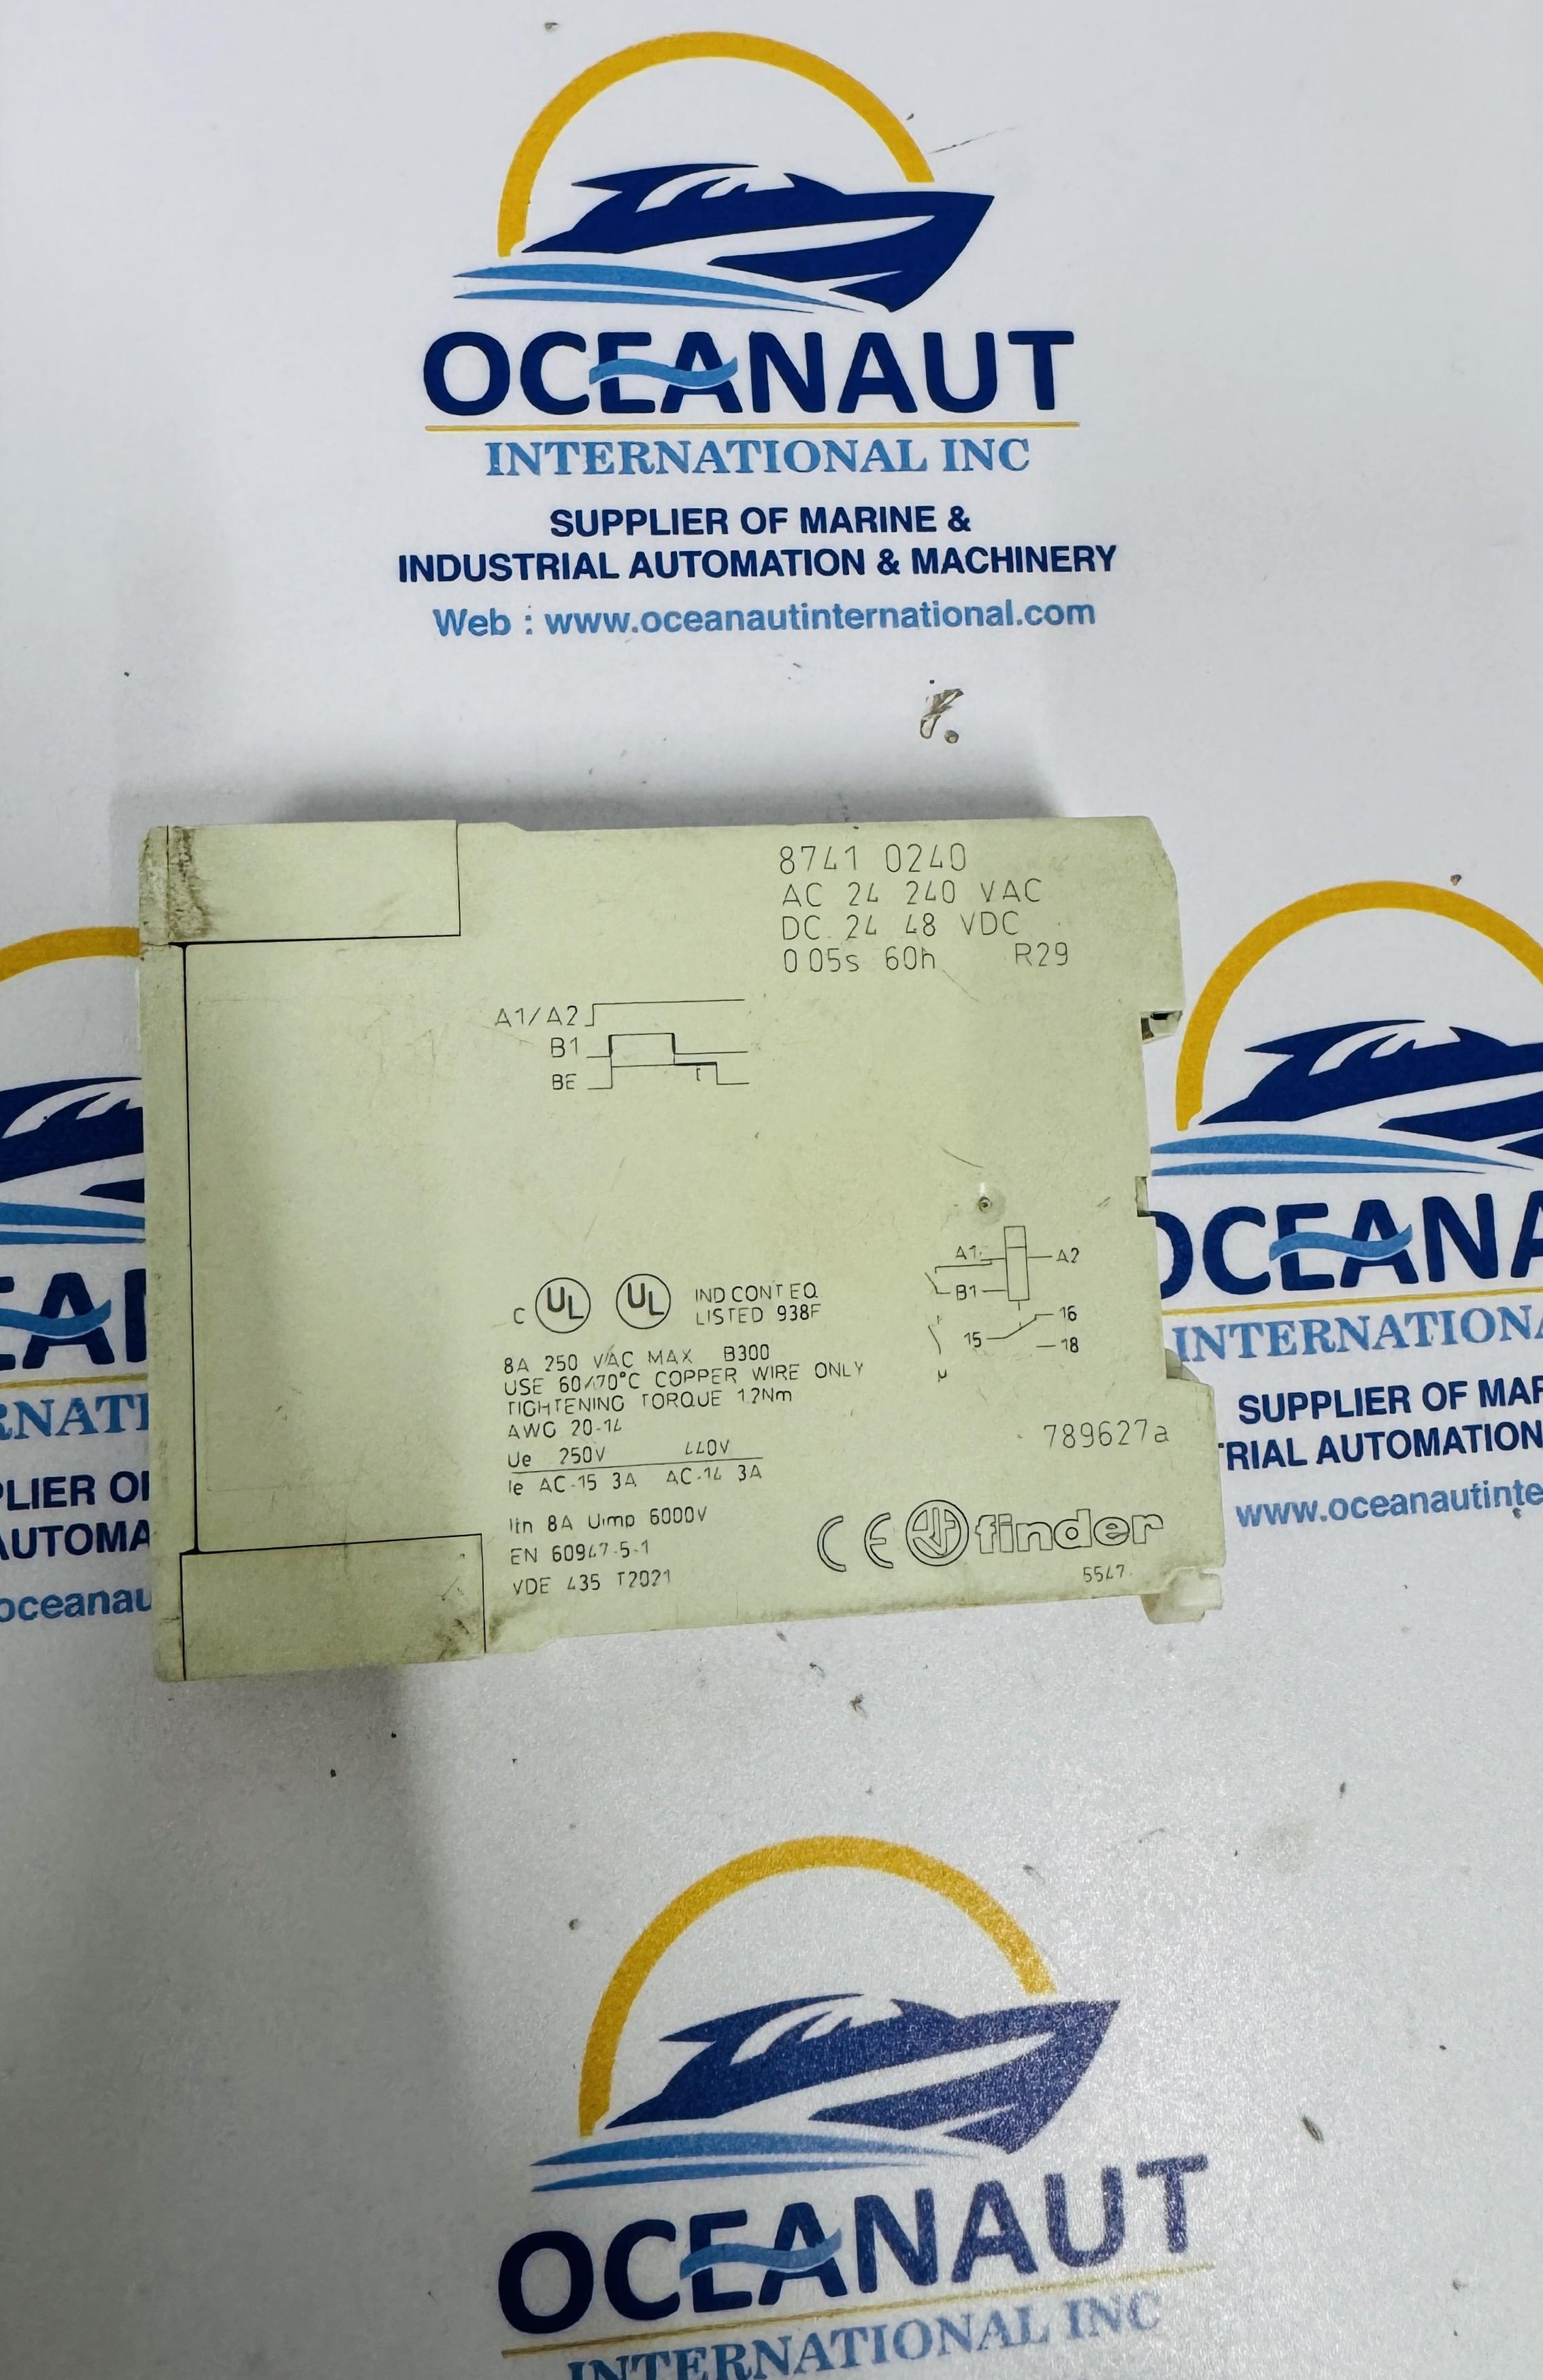 OCEANAUT
INTERNATIONAL INC
SUPPLIER OF MARINE &
INDUSTRIAL AUTOMATION & MACHINERY
Web : www.oceanautinternational.com
8741 0240
AC 24 240 VAC
DC 24 48 VDC
0 05s 60h R29
A1/A2
B1
BE
T
A1 A2
B1
16
15
18
C UL UL IND CONT EQ
LISTED 938F
8A 250 VAC MAX B300
USE 60/70°C COPPER WIRE ONLY
TIGHTENING TORQUE 1.2Nm
AWG 20-14
Ue 250V 440V
Ie AC-15 3A AC-14 3A
Ith 8A Uimp 6000V
EN 60947-5-1
VDE 435 T2021
789627a
CE finder
5547
OCEANA
INTERNATIONA
SUPPLIER OF MAR
TRIAL AUTOMATION
www.oceanautinte
EA
RNATI
PLIER O
AUTOMA
oceanau
OCEANAUT
INTERNATIONAL INC